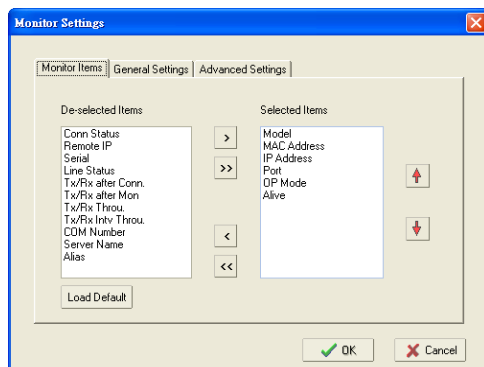 Monitor Settings
Monitor Items
General Settings
Advanced Settings
De-selected Items
Conn Status
Remote IP
Serial
Line Status
Tx/Rx after Conn.
Tx/Rx after Mon
Tx/Rx Throu.
Tx/Rx Intv Throu.
COM Number
Server Name
Alias
>
>>
<
<<
Selected Items
Model
MAC Address
IP Address
Port
OP Mode
Alive
Load Default
OK
Cancel